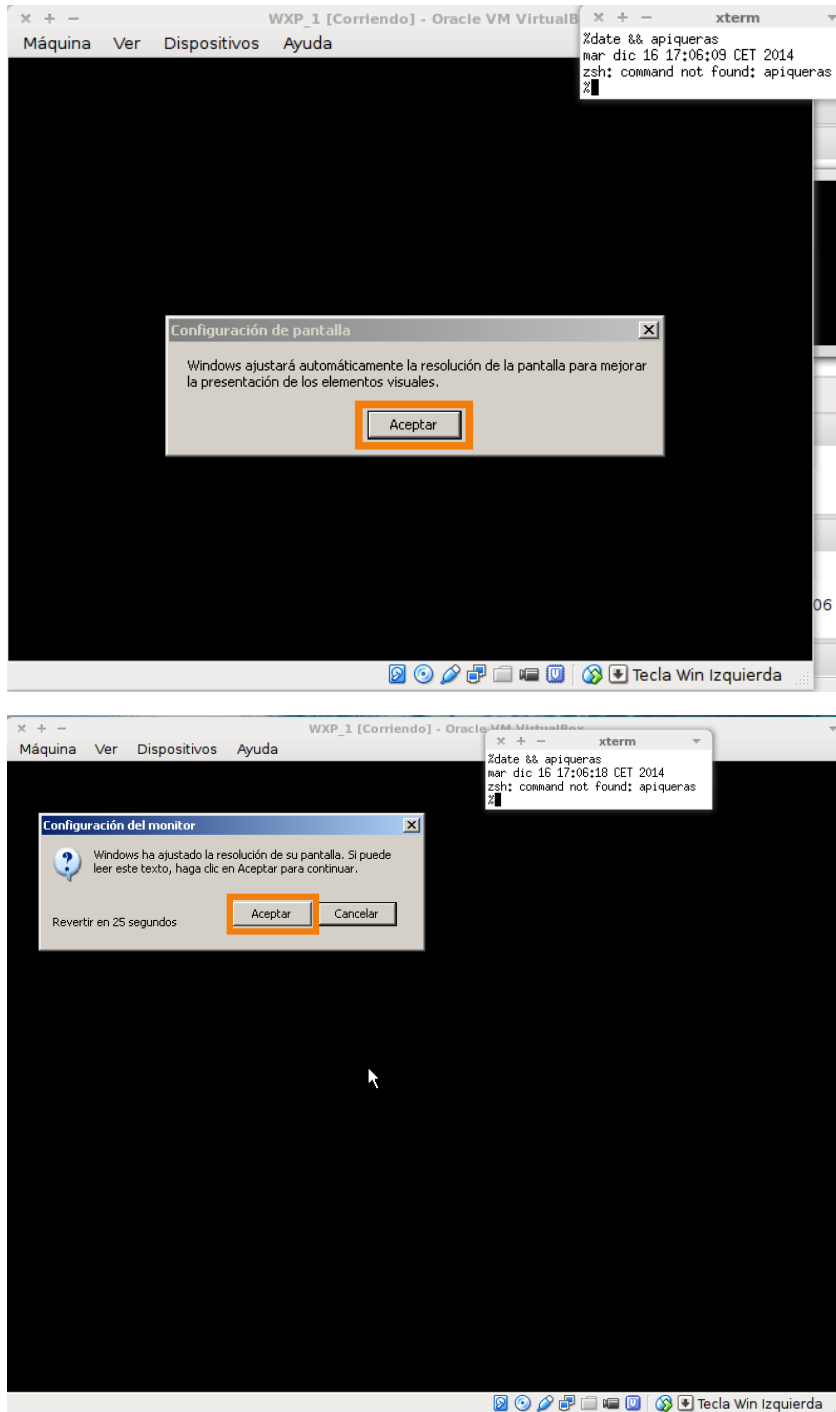 WXP_1 [Corriendo] - Oracle VM VirtualB
xterm
Máquina Ver Dispositivos Ayuda
%date && apiqueras
mar dic 16 17:06:09 CET 2014
zsh: command not found: apiqueras
%
Configuración de pantalla
Windows ajustará automáticamente la resolución de la pantalla para mejorar
la presentación de los elementos visuales.
Aceptar
06
Tecla Win Izquierda
WXP_1 [Corriendo] - Oracle VM VirtualBox
xterm
Máquina Ver Dispositivos Ayuda
%date && apiqueras
mar dic 16 17:06:18 CET 2014
zsh: command not found: apiqueras
%
Configuración del monitor
Windows ha ajustado la resolución de su pantalla. Si puede
leer este texto, haga clic en Aceptar para continuar.
Revertir en 25 segundos
Aceptar
Cancelar
Tecla Win Izquierda